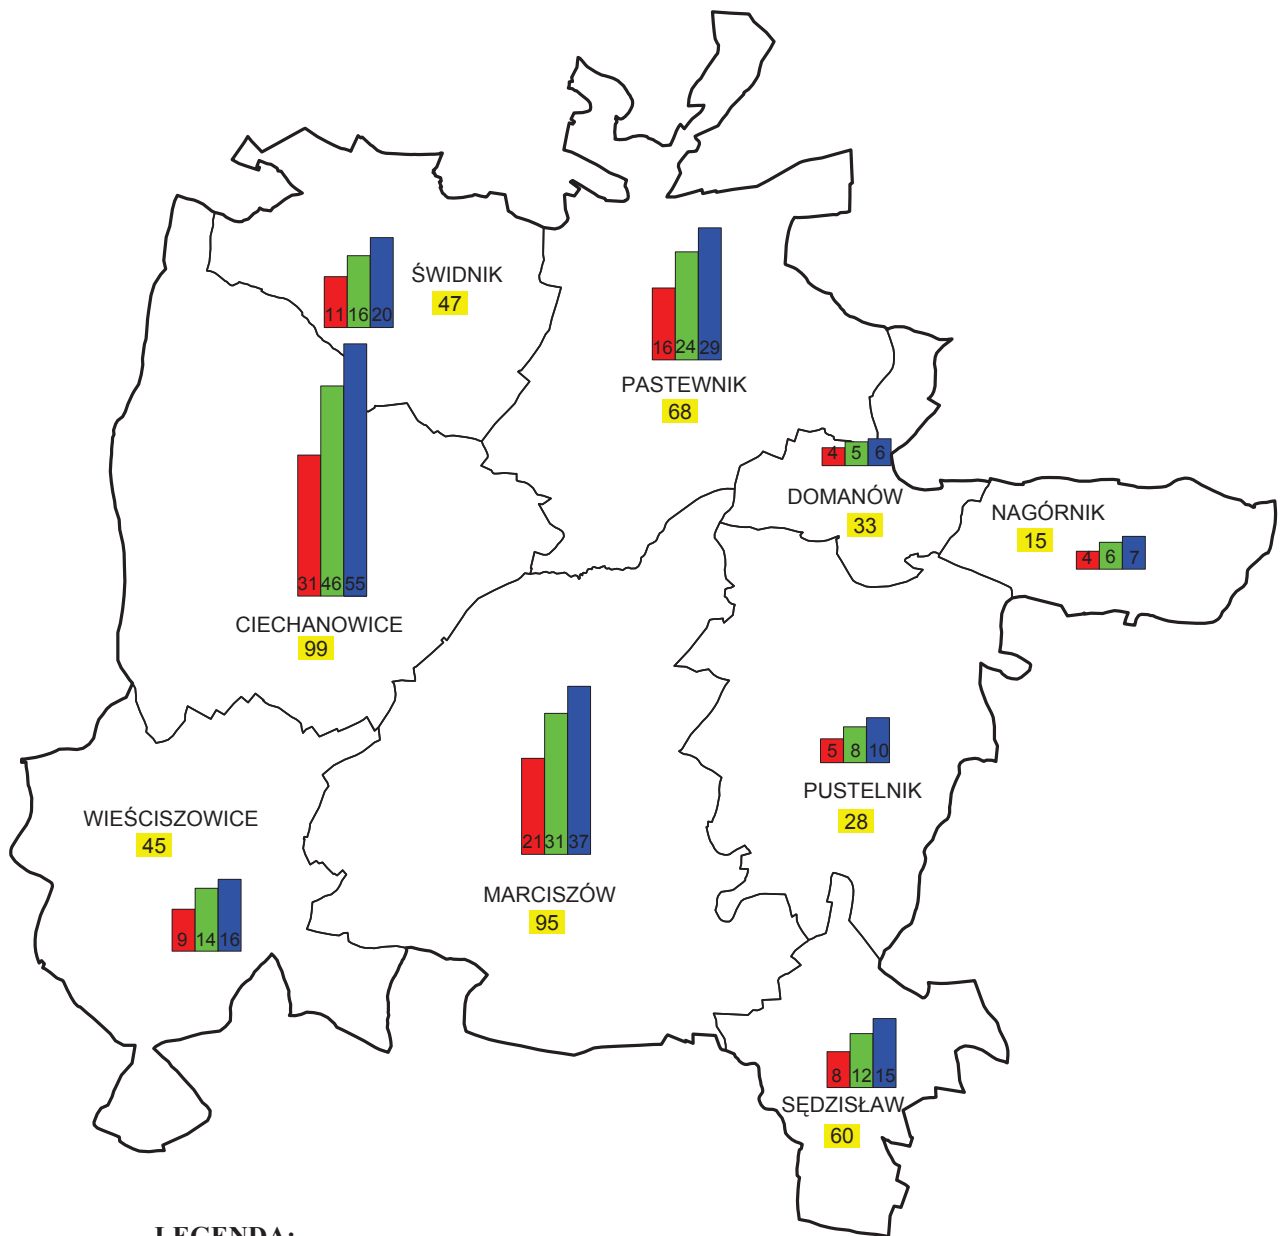 ŚWIDNIK
47
11 16 20
16 24 29
PASTEWNIK
68
4 5 6
DOMANÓW
33
NAGÓRNIK
15
4 6 7
31 46 55
CIECHANOWICE
99
5 8 10
PUSTELNIK
28
WIEŚCISZOWICE
45
9 14 16
21 31 37
MARCISZÓW
95
8 12 15
SĘDZISŁAW
60
LEGENDA: